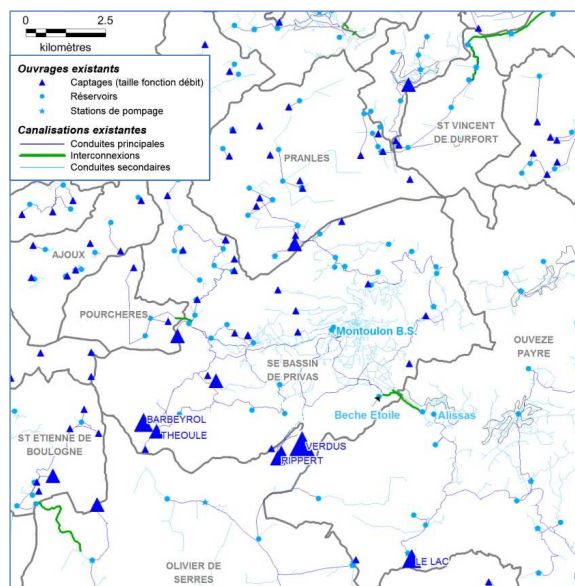 0 2.5
kilomètres
Ouvrages existants
Captages (taille fonction débit)
Réservoirs
Stations de pompage
Canalisations existantes
Conduites principales
Interconnexions
Conduites secondaires
ST VINCENT
DE DURFORT
PRANLES
AJOUX
POURCHERES
Montoulon B.S.
OUVEZE
PAYRE
SE BASSIN
DE PRIVAS
Beche Etoile
Alissas
BARBEYROL
THEOULE
ST ETIENNE DE
BOULOGNE
VERDUS
RIPPERT
LE LAC
OLIVIER DE
SERRES